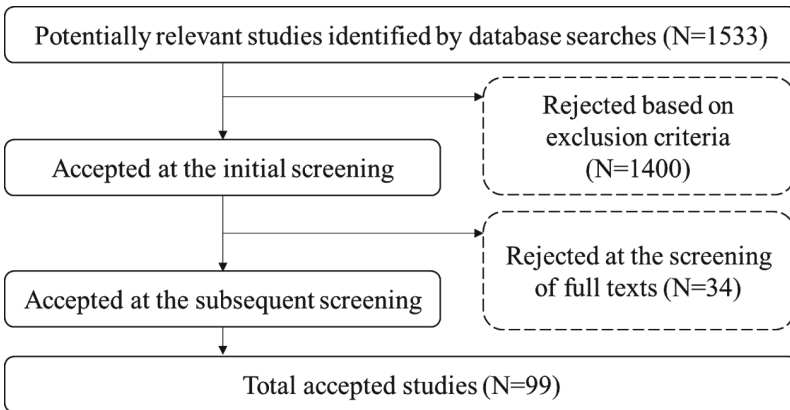 Potentially relevant studies identified by database searches (N=1533)
Rejected based on
exclusion criteria
(N=1400)
Accepted at the initial screening
Rejected at the screening
of full texts (N=34)
Accepted at the subsequent screening
Total accepted studies (N=99)